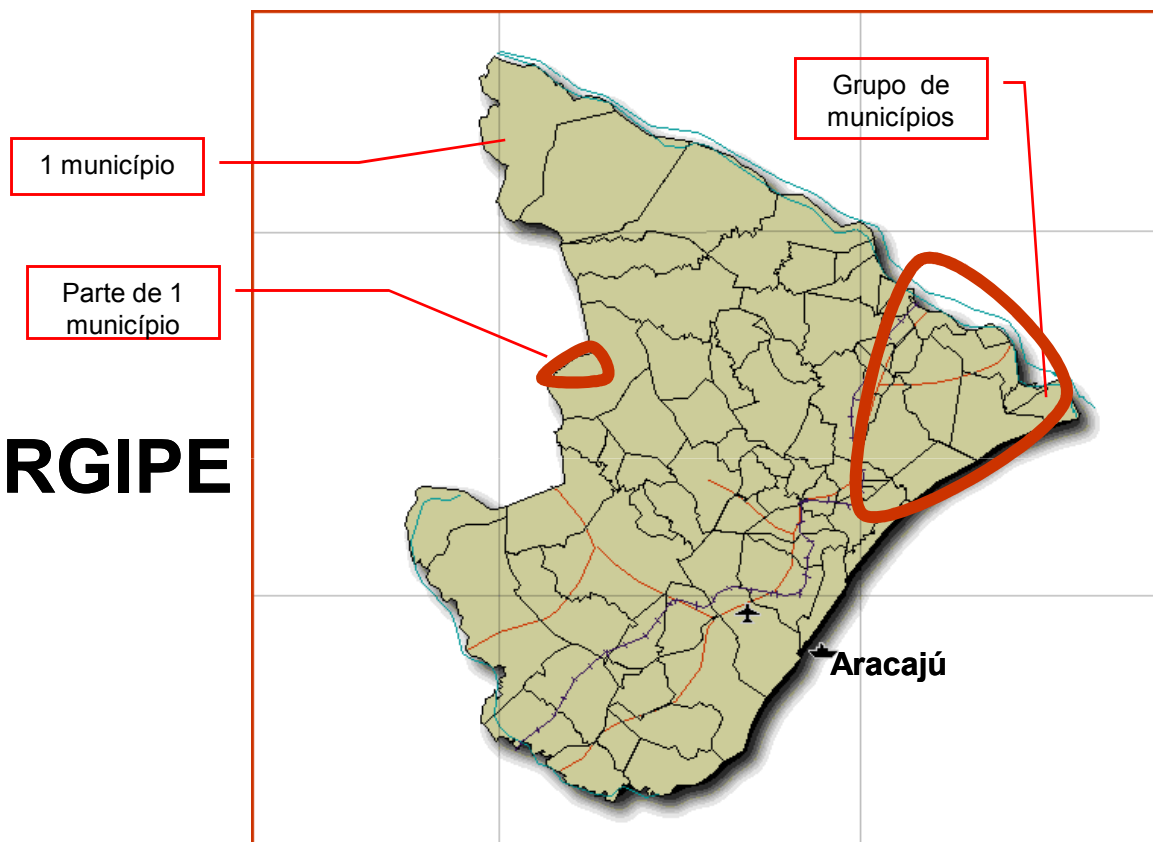 Grupo de
municípios
1 município
Parte de 1
município
RGIPE
Aracajú